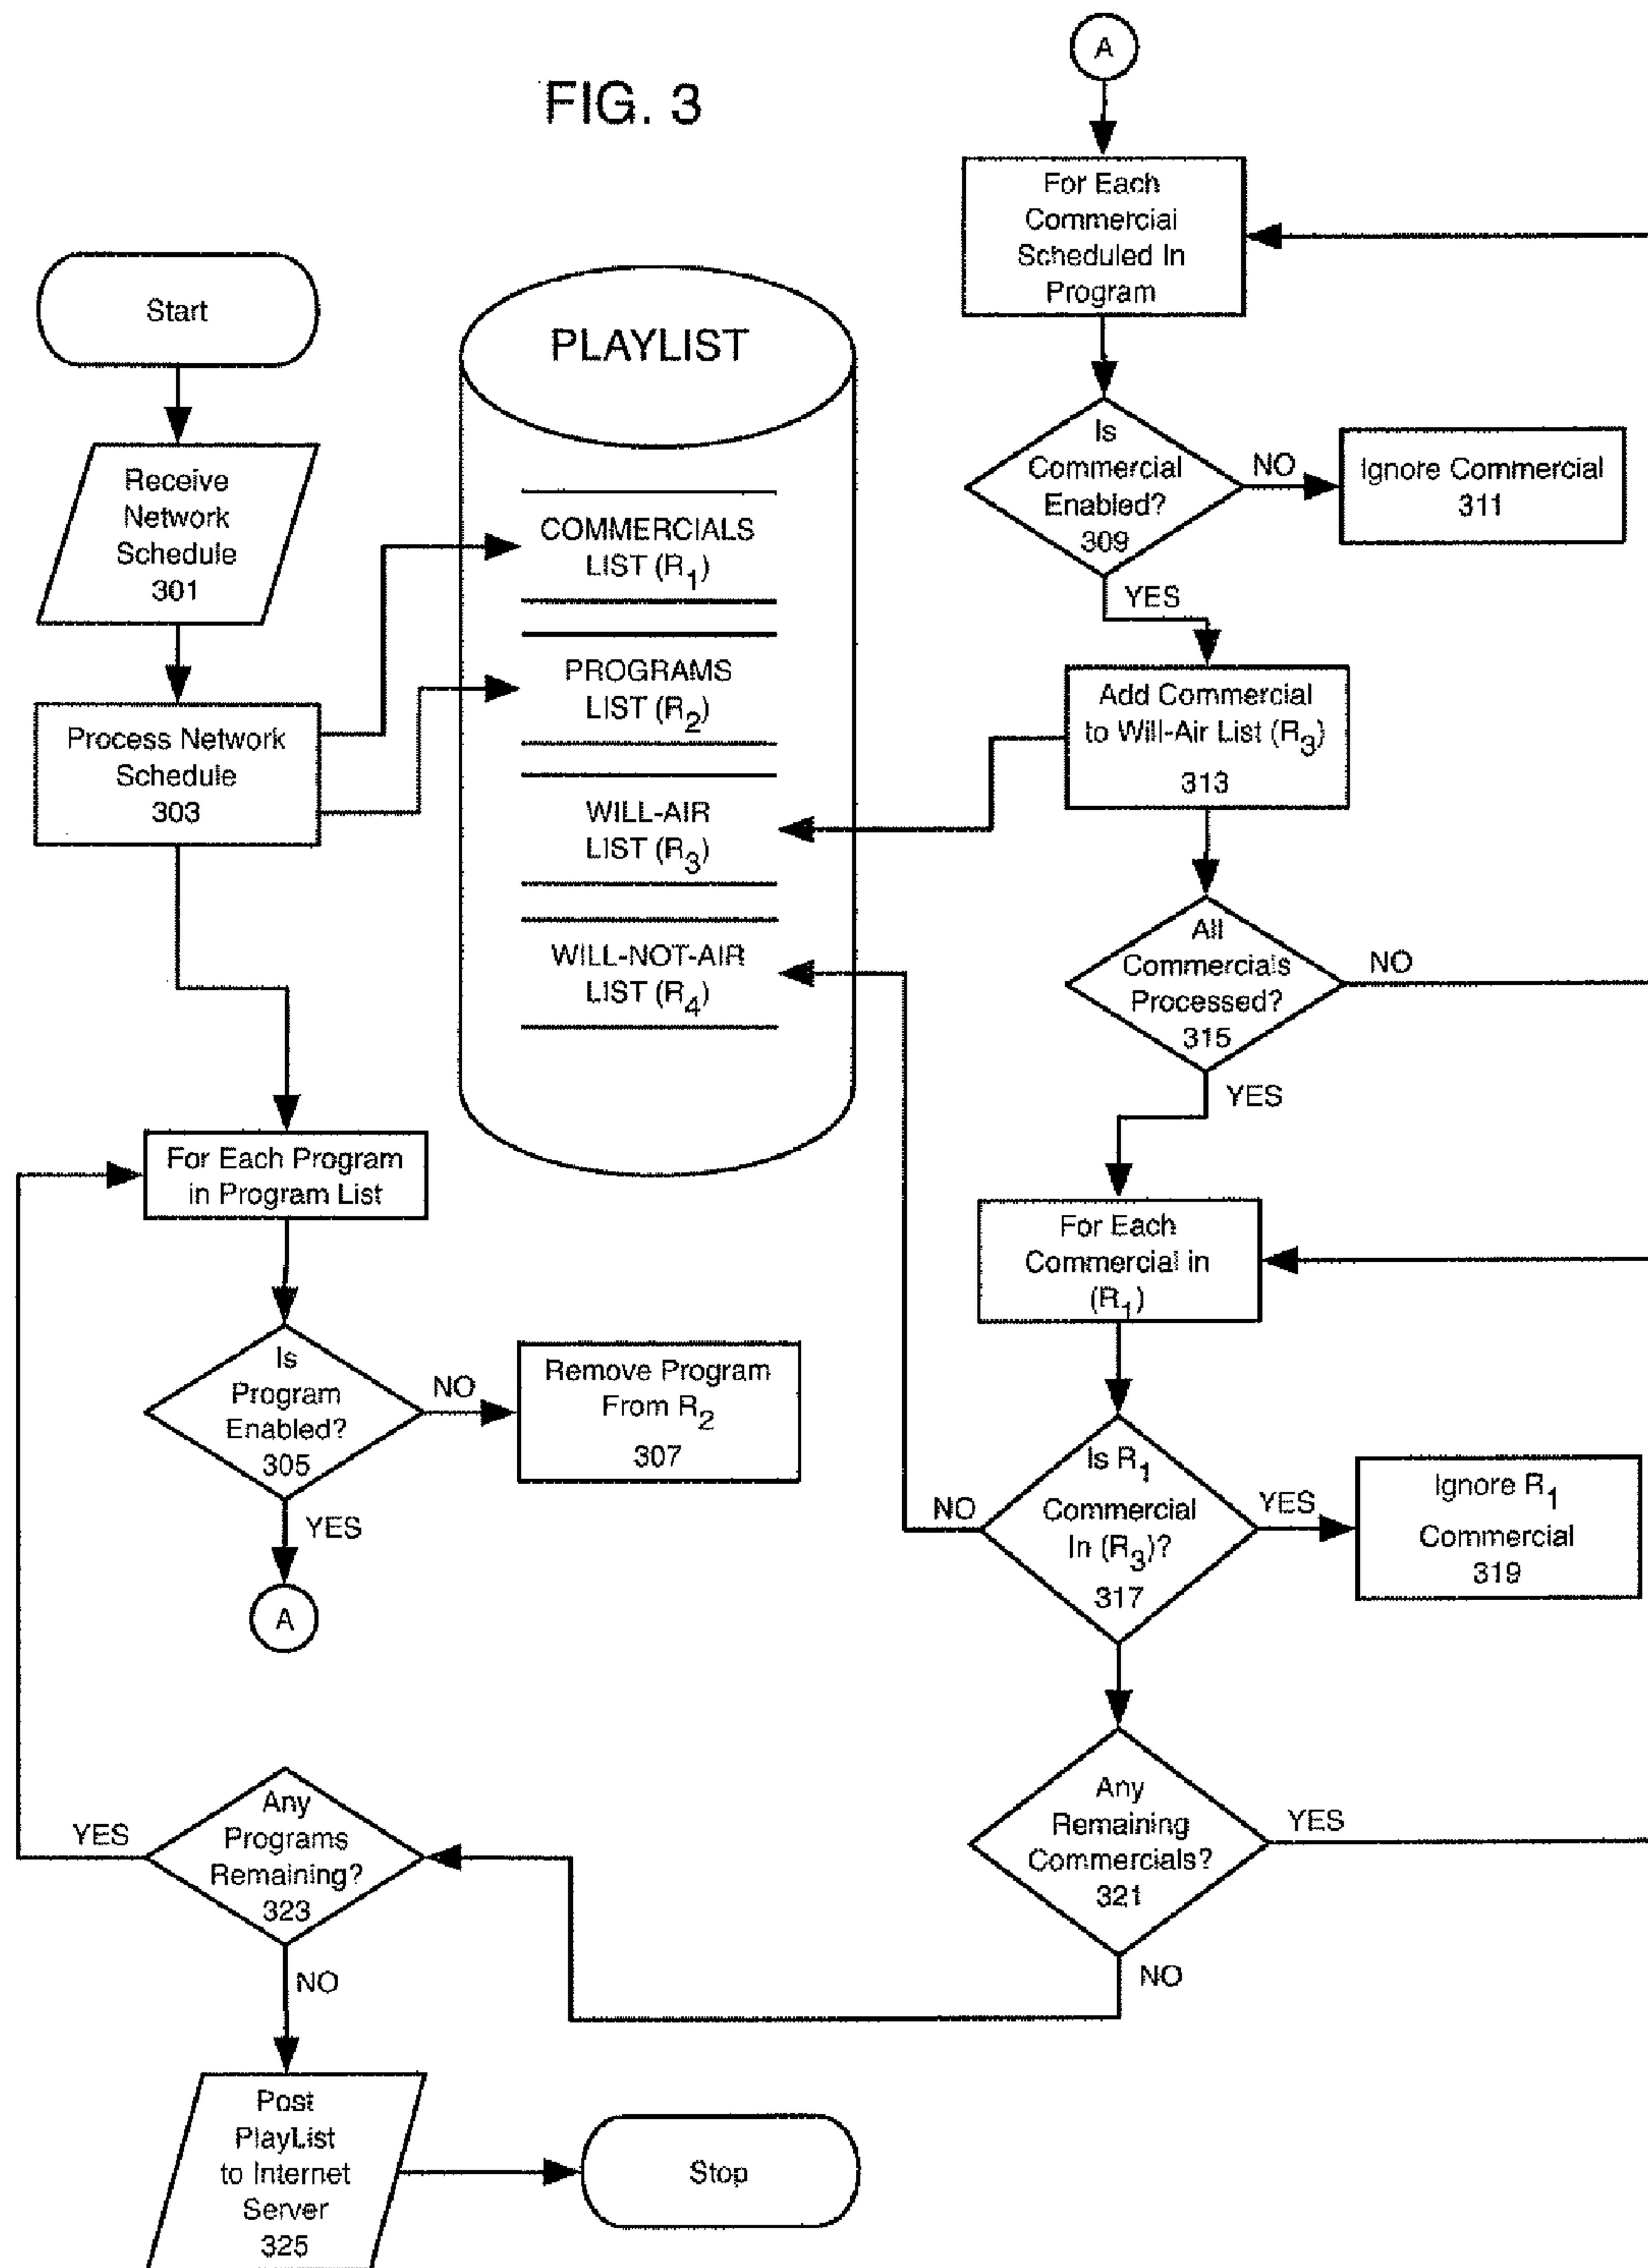 FIG. 3
Start
Receive
Network
Schedule
301
Process Network
Schedule
303
PLAYLIST
COMMERCIALS
LIST (R1)
PROGRAMS
LIST (R2)
WILL-AIR
LIST (R3)
WILL-NOT-AIR
LIST (R4)
For Each Program
in Program List
Is
Program
Enabled?
305
NO
Remove Program
From R2
307
YES
A
A
For Each
Commercial
Scheduled In
Program
Is
Commercial
Enabled?
309
NO
Ignore Commercial
311
YES
Add Commercial
to Will-Air List (R3)
313
All
Commercials
Processed?
315
NO
YES
For Each
Commercial in
(R1)
Is R1
Commercial
In (R3)?
317
NO
YES
Ignore R1
Commercial
319
Any
Remaining
Commercials?
321
YES
NO
Any
Programs
Remaining?
323
YES
NO
Post
PlayList
to Internet
Server
325
Stop